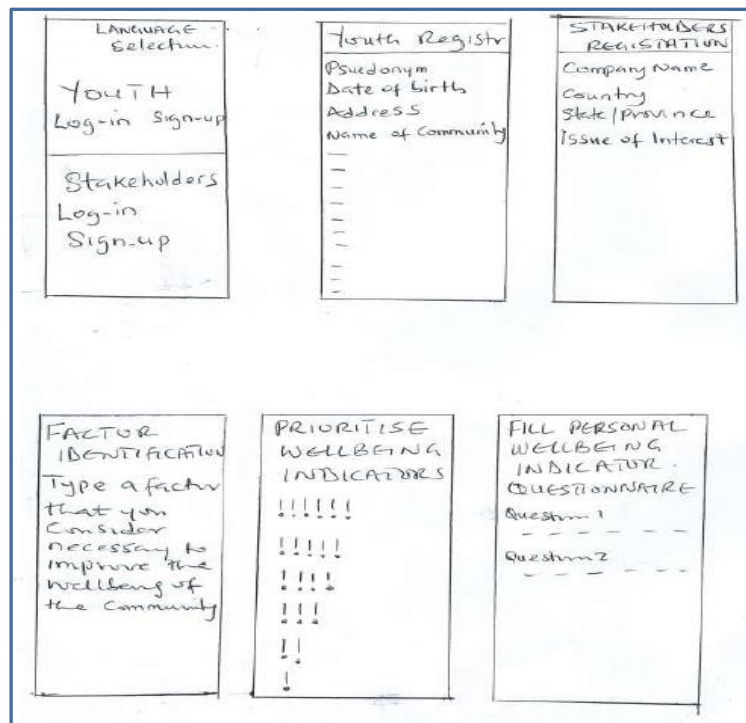 LANGUAGE
Selection.
YOUTH
Log-in Sign-up
Stakeholders
Log-in
Sign-up
Youth Registr
Psuedonym
Date of birth
Address
Name of Community
STAKEHOLDERS
REGISTATION
Company Name
Country
State/Province
Issue of Interest
FACTOR
IDENTIFICATION
Type a factor
that you
Consider
necessary to
improve the
wellbeing of
the Community
PRIORITISE
WELLBEING
INDICATORS
! ! ! ! ! !
! ! ! ! !
! ! ! !
! ! !
! !
!
FILL PERSONAL
WELLBEING
INDICATOR.
QUESTIONNAIRE
Question 1
Question 2